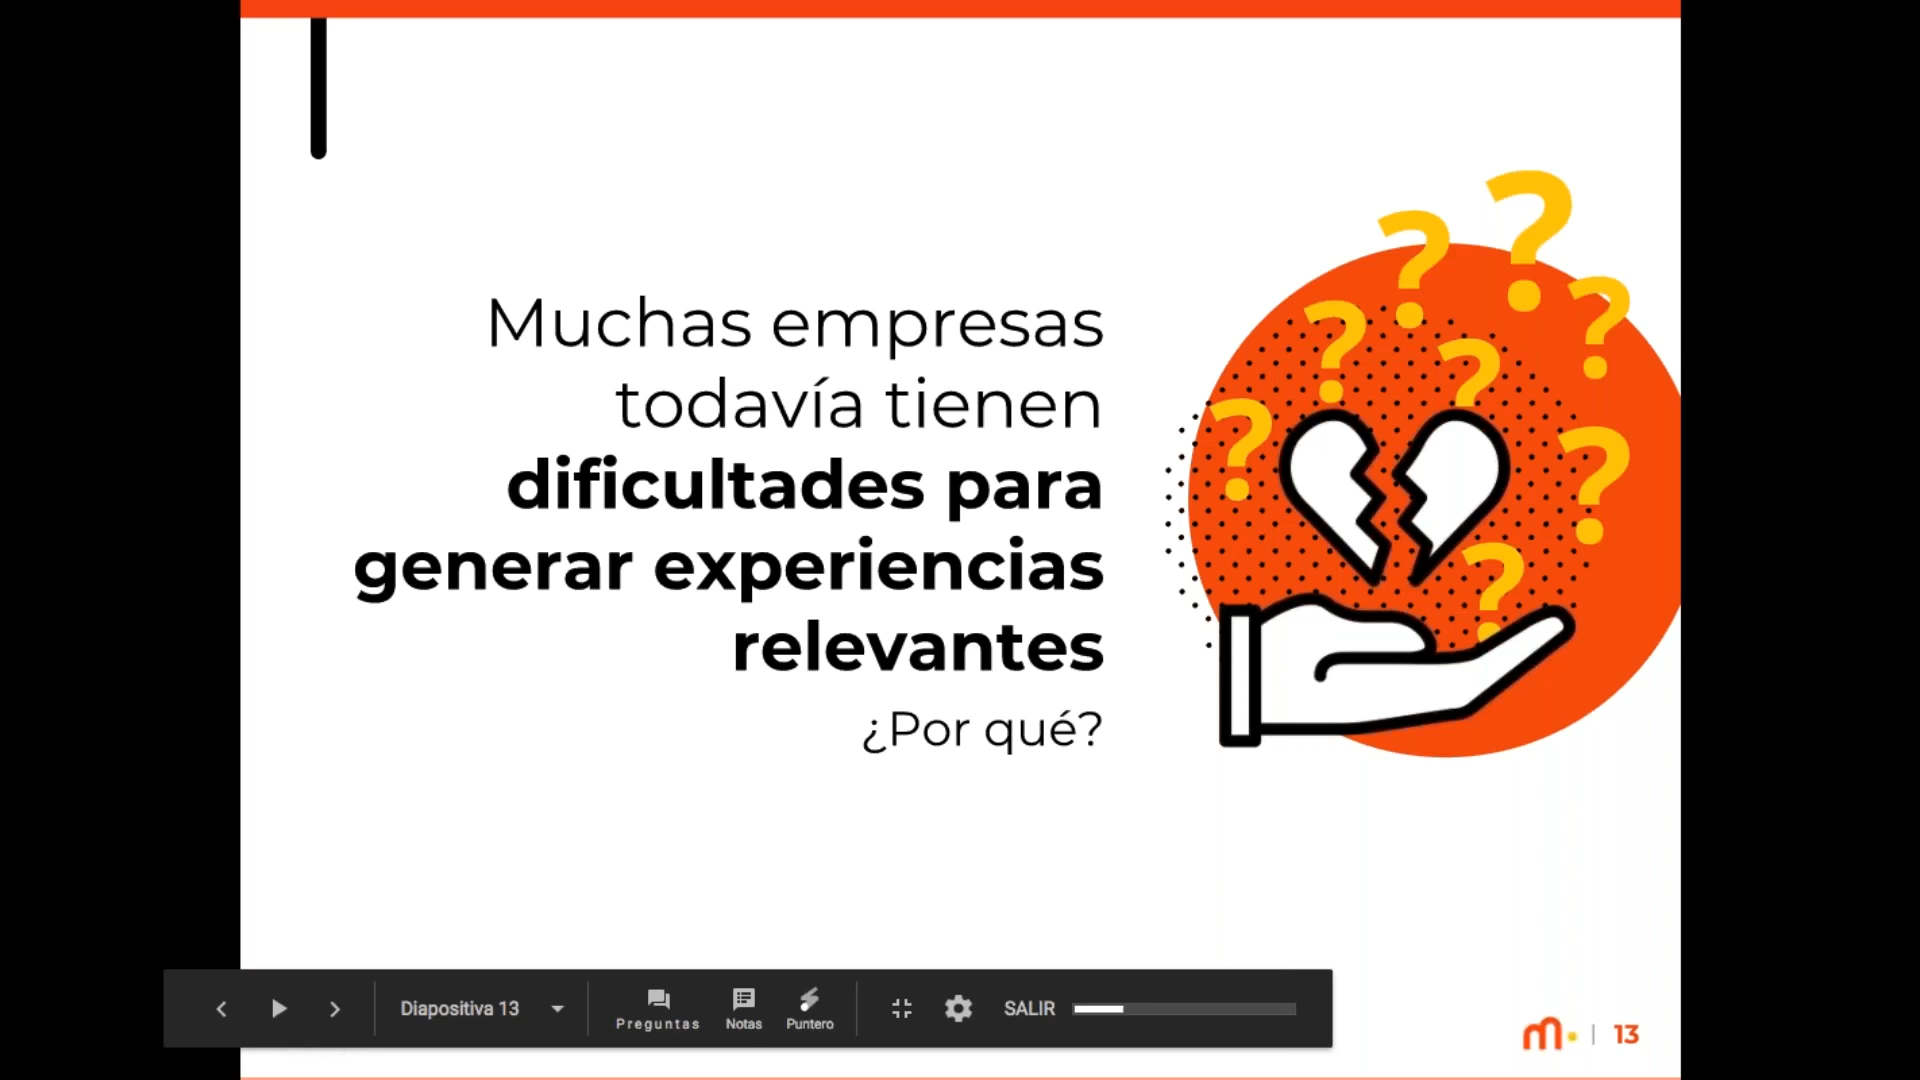 Muchas empresas
todavía tienen
dificultades para
generar experiencias
relevantes
¿Por qué?
? ? ? ? ? ? ? ?
Diapositiva 13
Preguntas
Notas
Puntero
SALIR
m. | 13